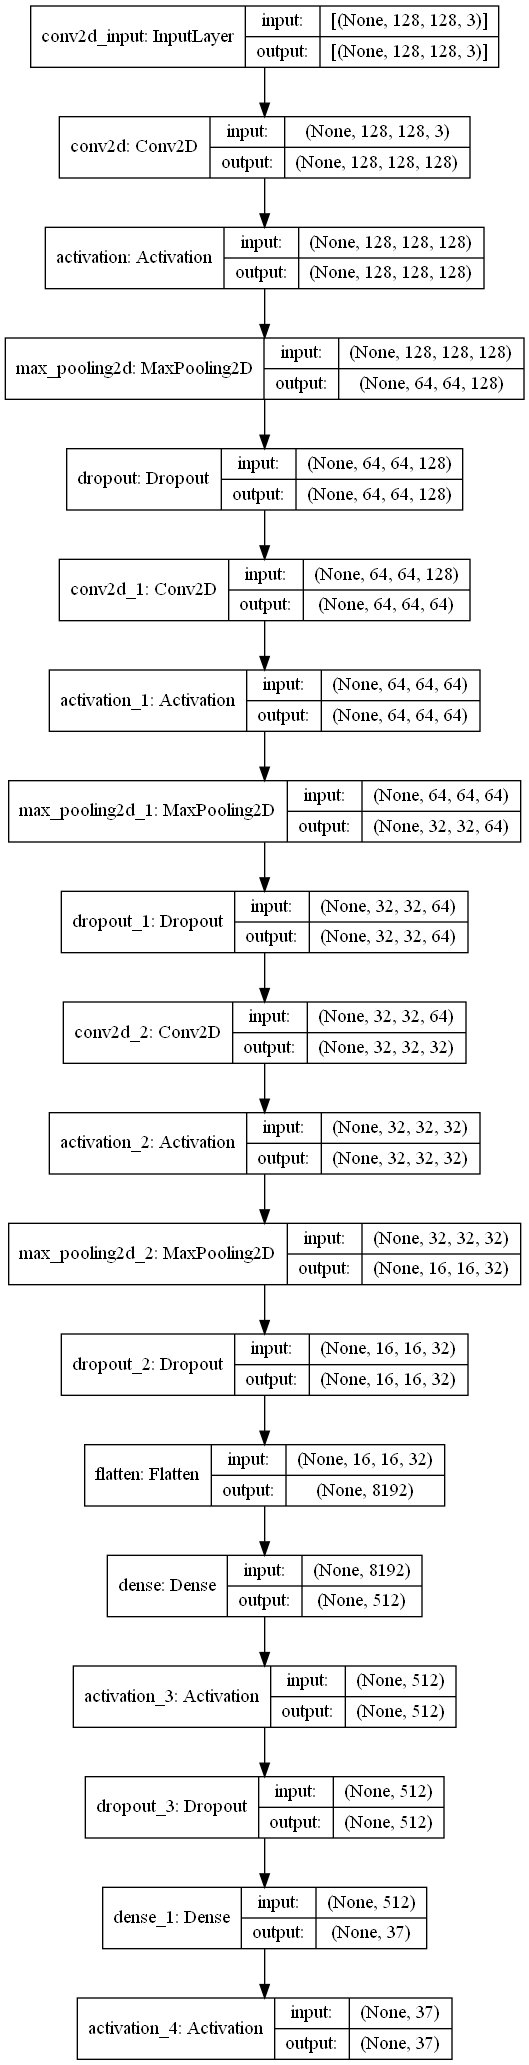 conv2d_input: InputLayer
input: [(None, 128, 128, 3)]
output: [(None, 128, 128, 3)]
conv2d: Conv2D
input: (None, 128, 128, 3)
output: (None, 128, 128, 128)
activation: Activation
input: (None, 128, 128, 128)
output: (None, 128, 128, 128)
max_pooling2d: MaxPooling2D
input: (None, 128, 128, 128)
output: (None, 64, 64, 128)
dropout: Dropout
input: (None, 64, 64, 128)
output: (None, 64, 64, 128)
conv2d_1: Conv2D
input: (None, 64, 64, 128)
output: (None, 64, 64, 64)
activation_1: Activation
input: (None, 64, 64, 64)
output: (None, 64, 64, 64)
max_pooling2d_1: MaxPooling2D
input: (None, 64, 64, 64)
output: (None, 32, 32, 64)
dropout_1: Dropout
input: (None, 32, 32, 64)
output: (None, 32, 32, 64)
conv2d_2: Conv2D
input: (None, 32, 32, 64)
output: (None, 32, 32, 32)
activation_2: Activation
input: (None, 32, 32, 32)
output: (None, 32, 32, 32)
max_pooling2d_2: MaxPooling2D
input: (None, 32, 32, 32)
output: (None, 16, 16, 32)
dropout_2: Dropout
input: (None, 16, 16, 32)
output: (None, 16, 16, 32)
flatten: Flatten
input: (None, 16, 16, 32)
output: (None, 8192)
dense: Dense
input: (None, 8192)
output: (None, 512)
activation_3: Activation
input: (None, 512)
output: (None, 512)
dropout_3: Dropout
input: (None, 512)
output: (None, 512)
dense_1: Dense
input: (None, 512)
output: (None, 37)
activation_4: Activation
input: (None, 37)
output: (None, 37)